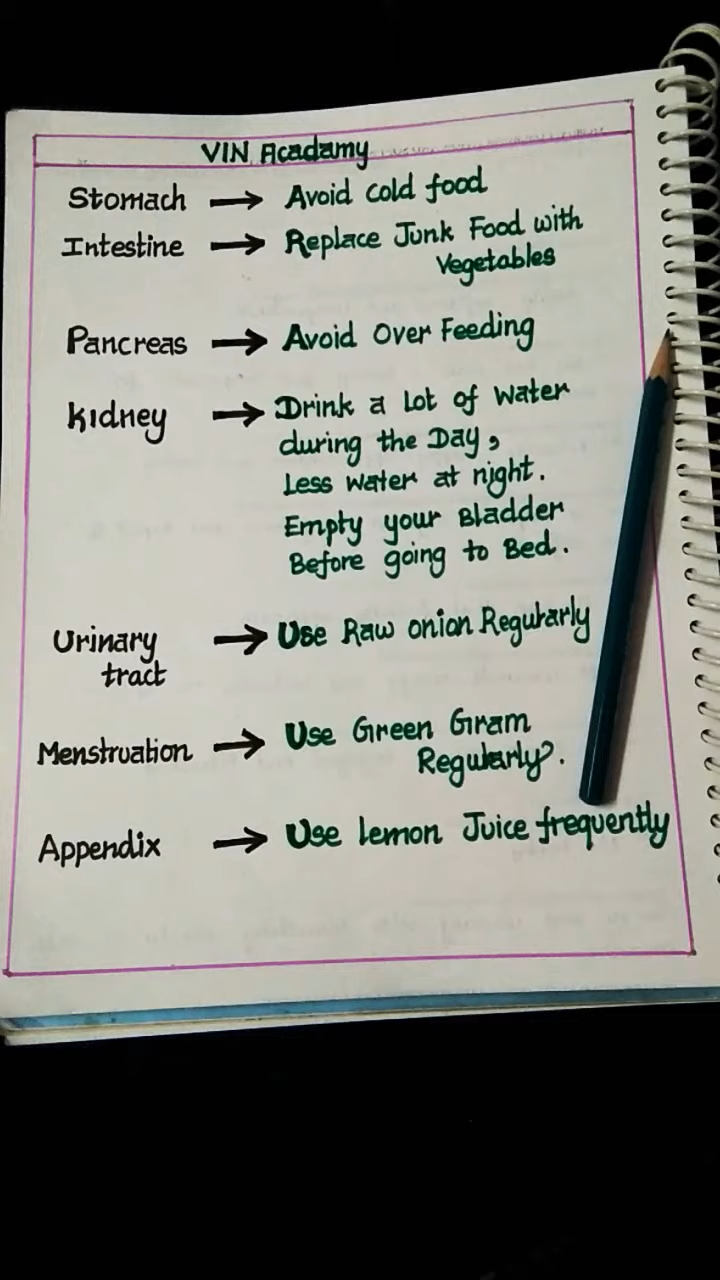 VIN Acadamy
Stomach → Avoid cold food
Intestine → Replace Junk Food with
Vegetables
Pancreas → Avoid Over Feeding
Kidney → Drink a Lot of Water
during the Day,
Less Water at night.
Empty your Bladder
Before going to Bed.
Urinary tract → Use Raw onion Regularly
Menstruation → Use Green Gram
Regularly.
Appendix → Use lemon Juice frequently